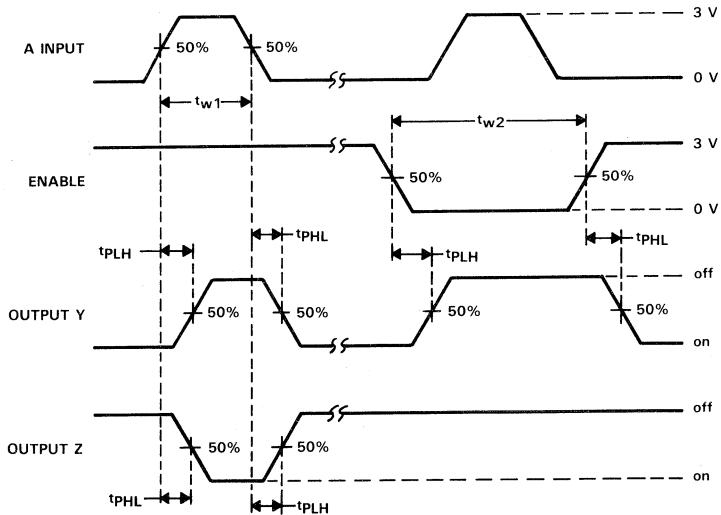 3 V
A INPUT
50%
50%
0 V
tw1
tw2
3 V
ENABLE
50%
50%
0 V
tPLH
tPHL
tPLH
tPHL
off
OUTPUT Y
50%
50%
50%
50%
on
off
OUTPUT Z
50%
50%
on
tPHL
tPLH